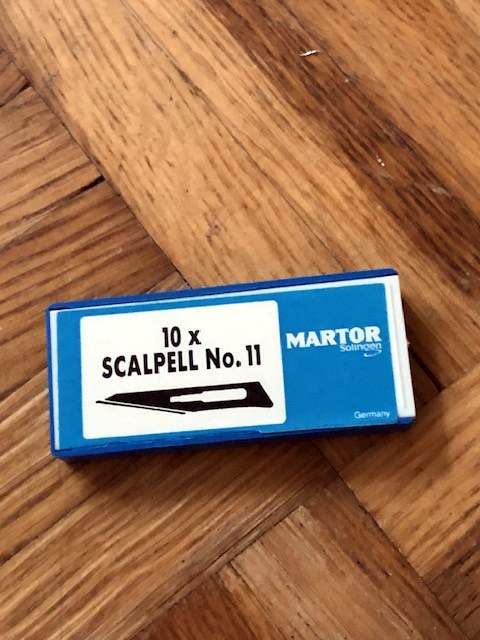 10 x
SCALPELL No. 11
MARTOR
Solingen
Germany